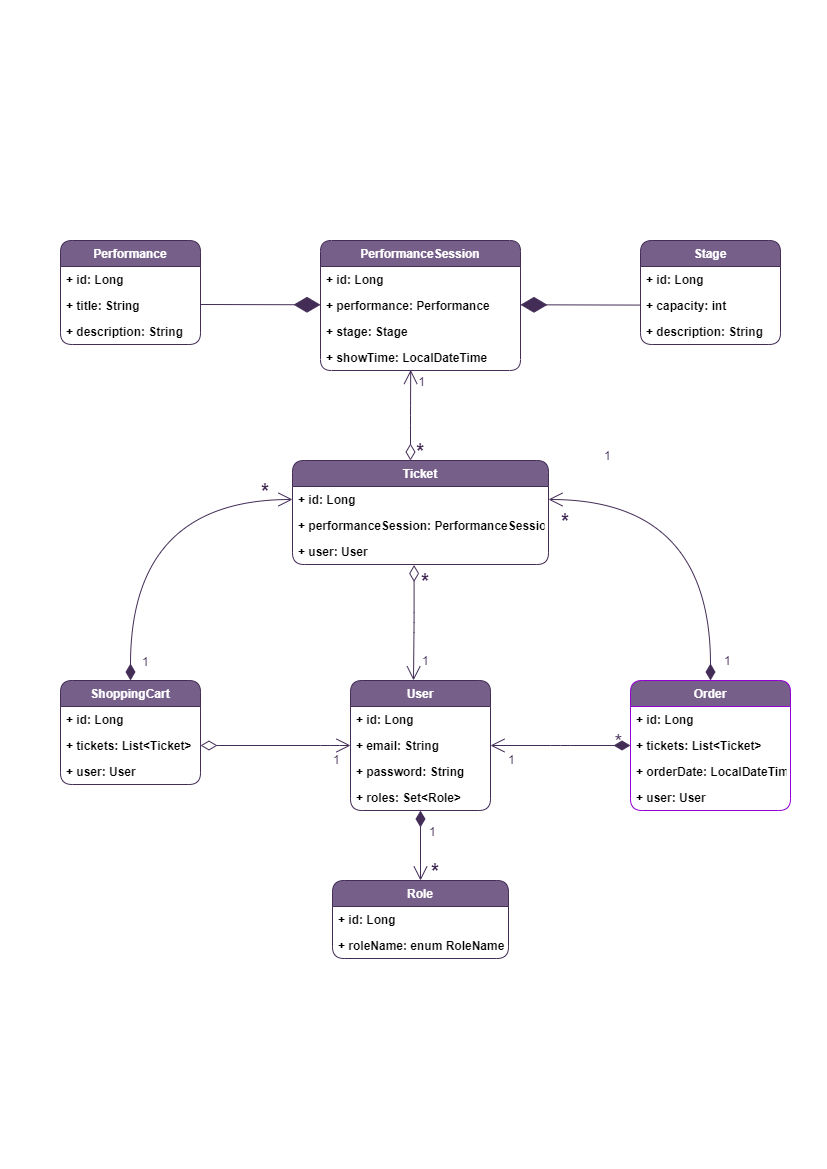 Performance
+ id: Long
+ title: String
+ description: String
PerformanceSession
+ id: Long
+ performance: Performance
+ stage: Stage
+ showTime: LocalDateTime
Stage
+ id: Long
+ capacity: int
+ description: String
1
*
1
Ticket
+ id: Long
+ performanceSession: PerformanceSessio
+ user: User
*
*
*
1
1
1
ShoppingCart
+ id: Long
+ tickets: List<Ticket>
+ user: User
1
User
+ id: Long
+ email: String
+ password: String
+ roles: Set<Role>
1
*
Order
+ id: Long
+ tickets: List<Ticket>
+ orderDate: LocalDateTim
+ user: User
1
*
Role
+ id: Long
+ roleName: enum RoleName